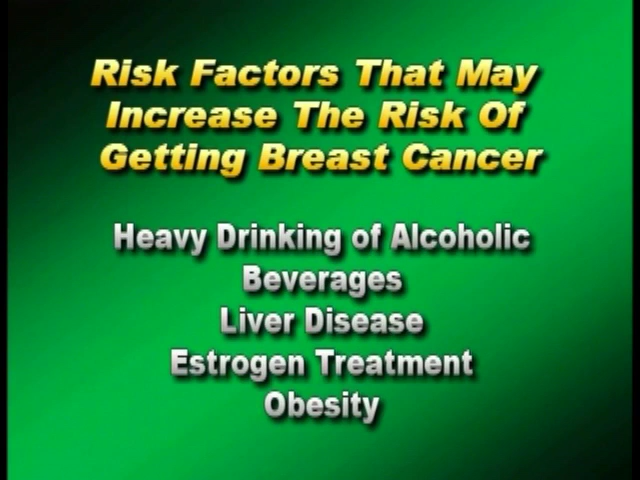 Risk Factors That May
Increase The Risk Of
Getting Breast Cancer
Heavy Drinking of Alcoholic
Beverages
Liver Disease
Estrogen Treatment
Obesity